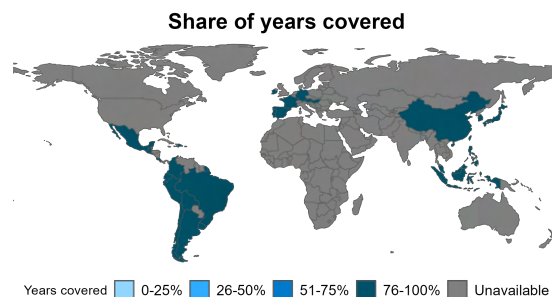 Share of years covered
Years covered 0-25% 26-50% 51-75% 76-100% Unavailable